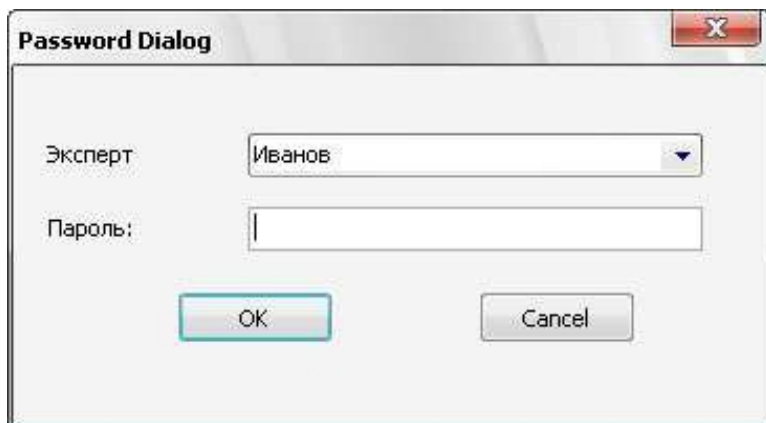 Password Dialog
Эксперт
Иванов
Пароль:
OK
Cancel